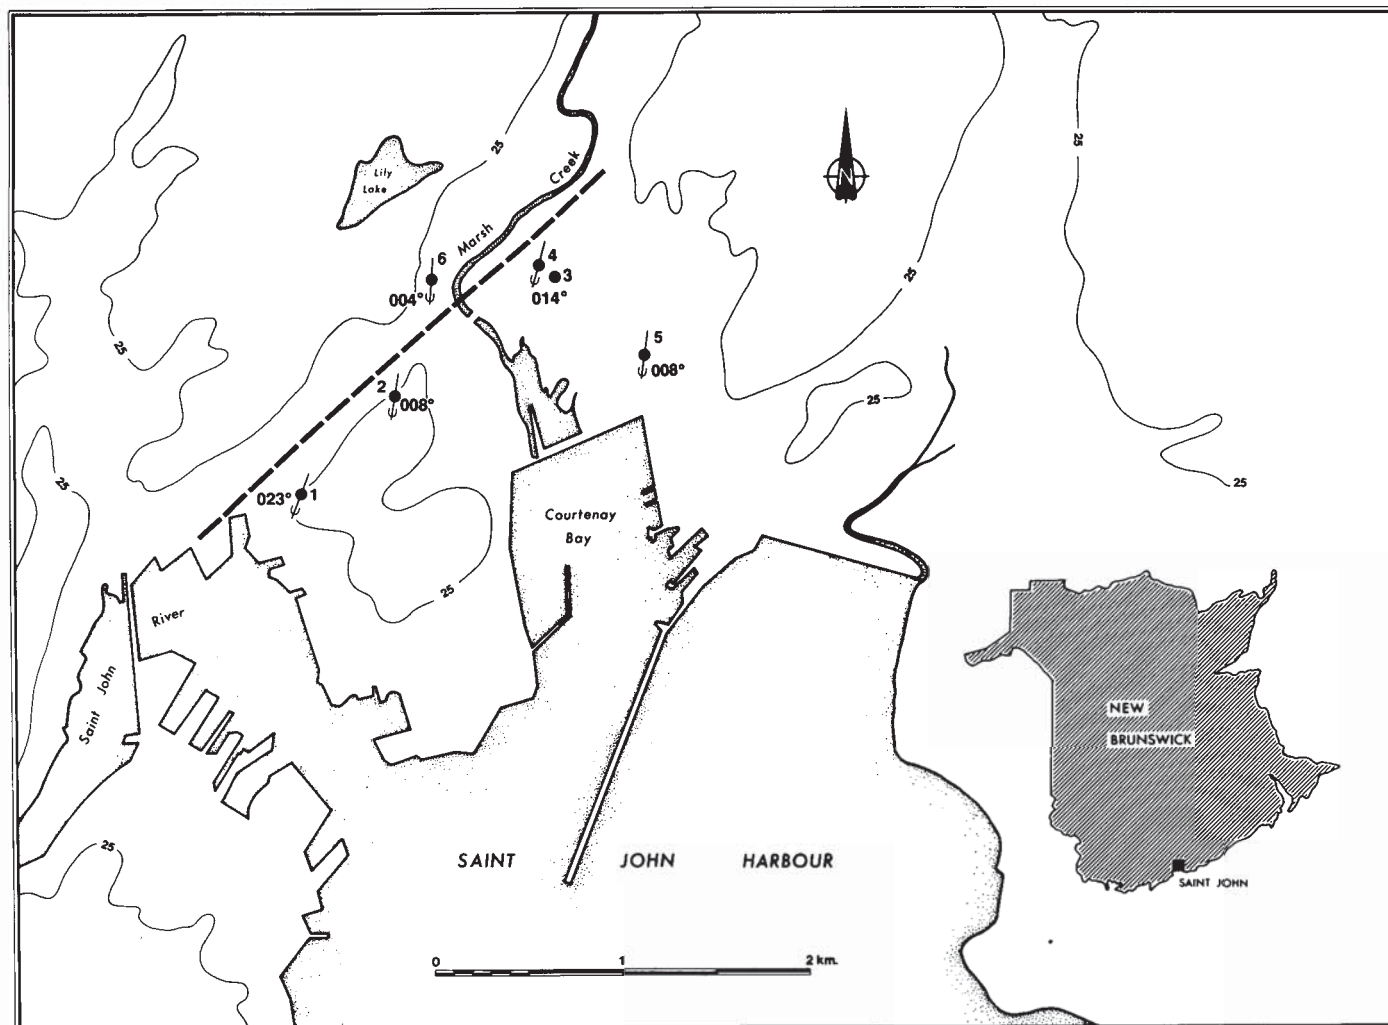 25
25
N
Lily
Lake
Creek
Marsh
6
4
3
004°
014°
25
25
5
008°
2
008°
25
25
25
023°
1
Courtenay
Bay
25
River
Saint John
NEW
BRUNSWICK
25
SAINT JOHN HARBOUR
SAINT JOHN
0 1 2 km.